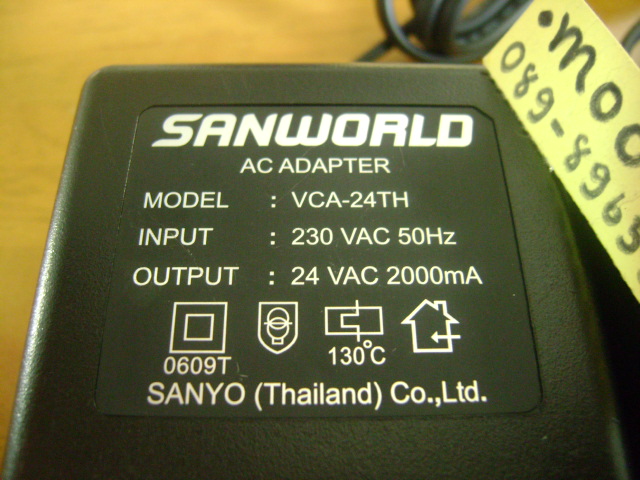 SANWORLD
AC ADAPTER
MODEL : VCA-24TH
INPUT : 230 VAC 50Hz
OUTPUT : 24 VAC 2000mA
0609T
130°C
SANYO (Thailand) Co.,Ltd.